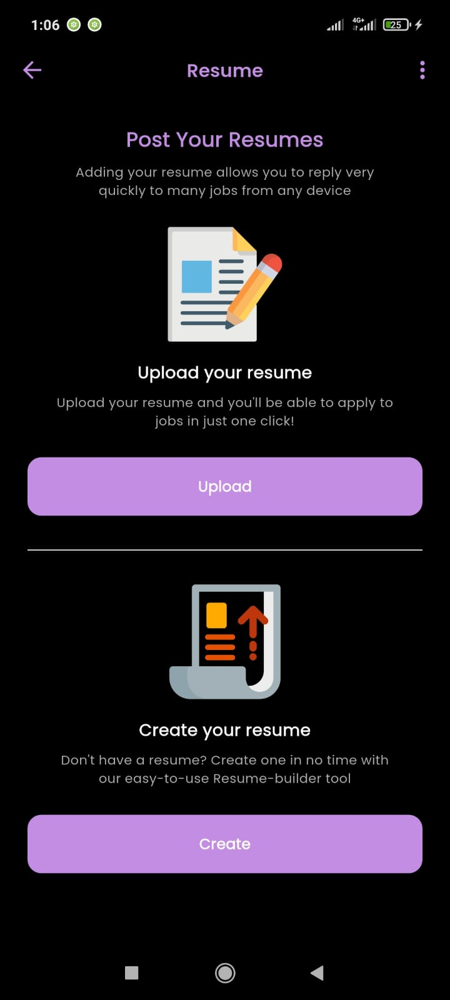 1:06
4G+
25
Resume
Post Your Resumes
Adding your resume allows you to reply very
quickly to many jobs from any device
Upload your resume
Upload your resume and you'll be able to apply to
jobs in just one click!
Upload
Create your resume
Don't have a resume? Create one in no time with
our easy-to-use Resume-builder tool
Create